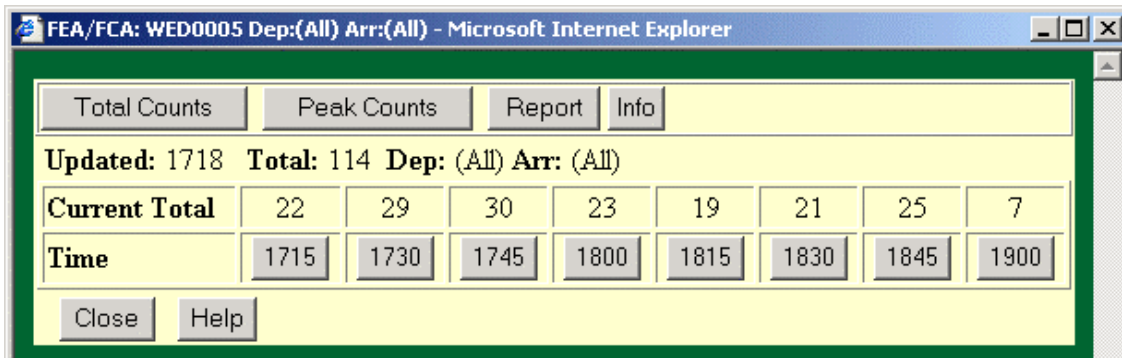 FEA/FCA: WED0005 Dep:(All) Arr:(All) - Microsoft Internet Explorer
Total Counts Peak Counts Report Info
Updated: 1718 Total: 114 Dep: (All) Arr: (All)
Current Total 22 29 30 23 19 21 25 7
Time 1715 1730 1745 1800 1815 1830 1845 1900
Close Help